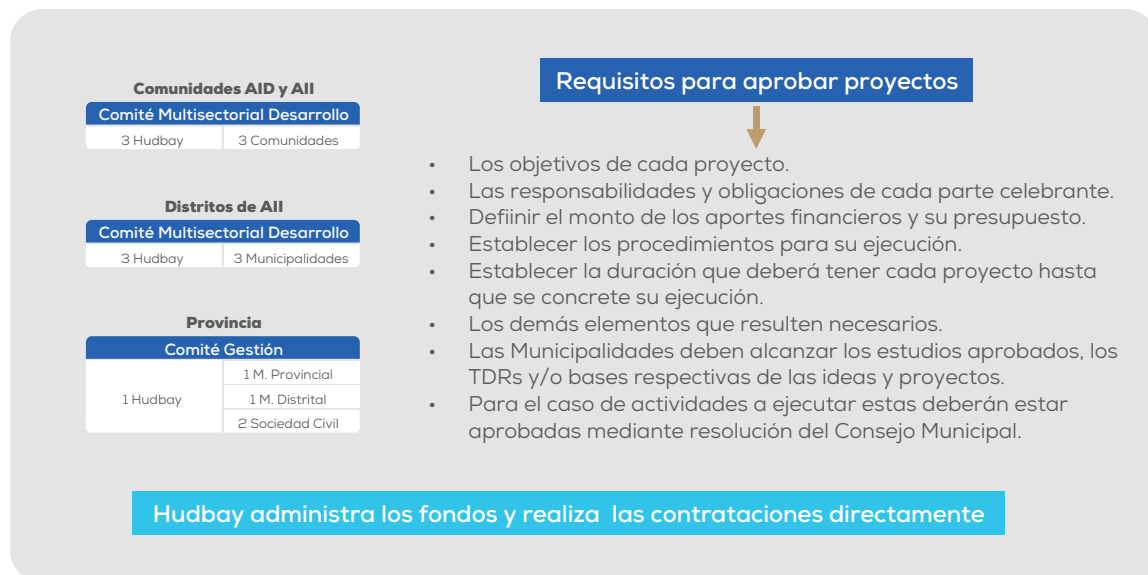 Comunidades AID y AII
Comité Multisectorial Desarrollo
3 Hudbay 3 Comunidades
Distritos de AII
Comité Multisectorial Desarrollo
3 Hudbay 3 Municipalidades
Provincia
Comité Gestión
1 Hudbay
1 M. Provincial
1 M. Distrital
2 Sociedad Civil
Requisitos para aprobar proyectos
• Los objetivos de cada proyecto.
• Las responsabilidades y obligaciones de cada parte celebrante.
• Defiinir el monto de los aportes financieros y su presupuesto.
• Establecer los procedimientos para su ejecución.
• Establecer la duración que deberá tener cada proyecto hasta
que se concrete su ejecución.
• Los demás elementos que resulten necesarios.
• Las Municipalidades deben alcanzar los estudios aprobados, los
TDRs y/o bases respectivas de las ideas y proyectos.
• Para el caso de actividades a ejecutar estas deberán estar
aprobadas mediante resolución del Consejo Municipal.
Hudbay administra los fondos y realiza las contrataciones directamente